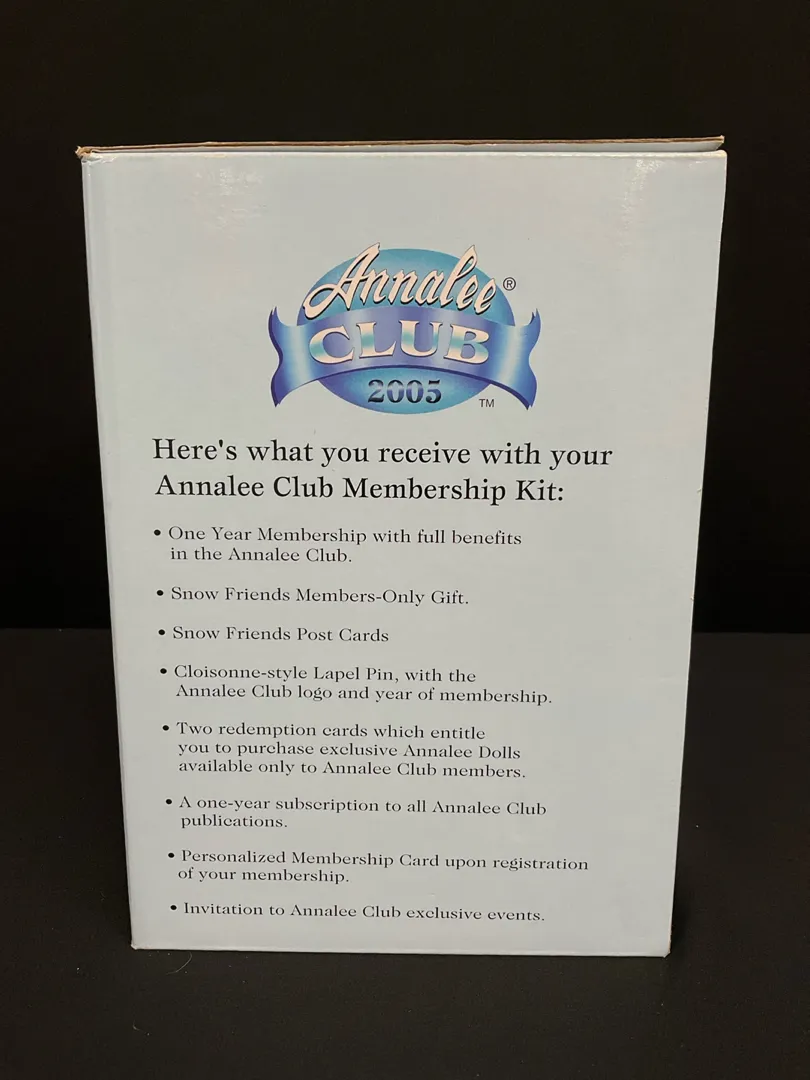 Annalee®
CLUB
2005
TM
Here's what you receive with your
Annalee Club Membership Kit:
• One Year Membership with full benefits
in the Annalee Club.
• Snow Friends Members-Only Gift.
• Snow Friends Post Cards
• Cloisonne-style Lapel Pin, with the
Annalee Club logo and year of membership.
• Two redemption cards which entitle
you to purchase exclusive Annalee Dolls
available only to Annalee Club members.
• A one-year subscription to all Annalee Club
publications.
• Personalized Membership Card upon registration
of your membership.
• Invitation to Annalee Club exclusive events.